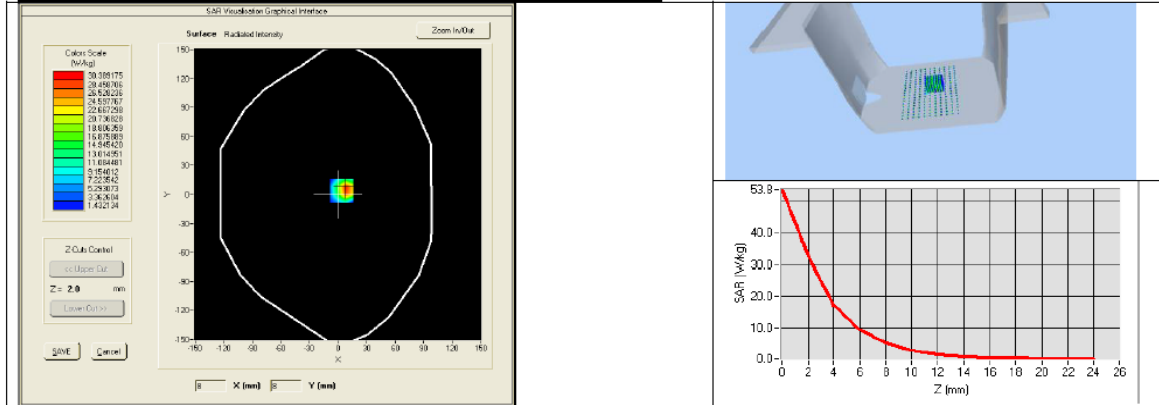 SAR Visualisation Graphical Interface
Surface Radiated Intensity
Zoom In/Out
Colors Scale
(W/kg)
30.389175
28.458706
26.528236
24.597767
22.667298
20.736828
18.806359
16.875889
14.945420
13.014951
11.084481
9.154012
7.223542
5.293073
3.362604
1.432134
Z Cuts Control
<< Upper Cut
Z = 2.0 mm
Lower Cut >>
SAVE Cancel
150-
120-
90-
60-
30-
0-
-30-
-60-
-90-
-120-
-150-
Y
-150 -120 -90 -60 -30 0 30 60 90 120 150
X
8 X (mm) 8 Y (mm)
53.8-
40.0-
30.0-
20.0-
10.0-
0.0-
SAR (W/kg)
0 2 4 6 8 10 12 14 16 18 20 22 24 26
Z (mm)